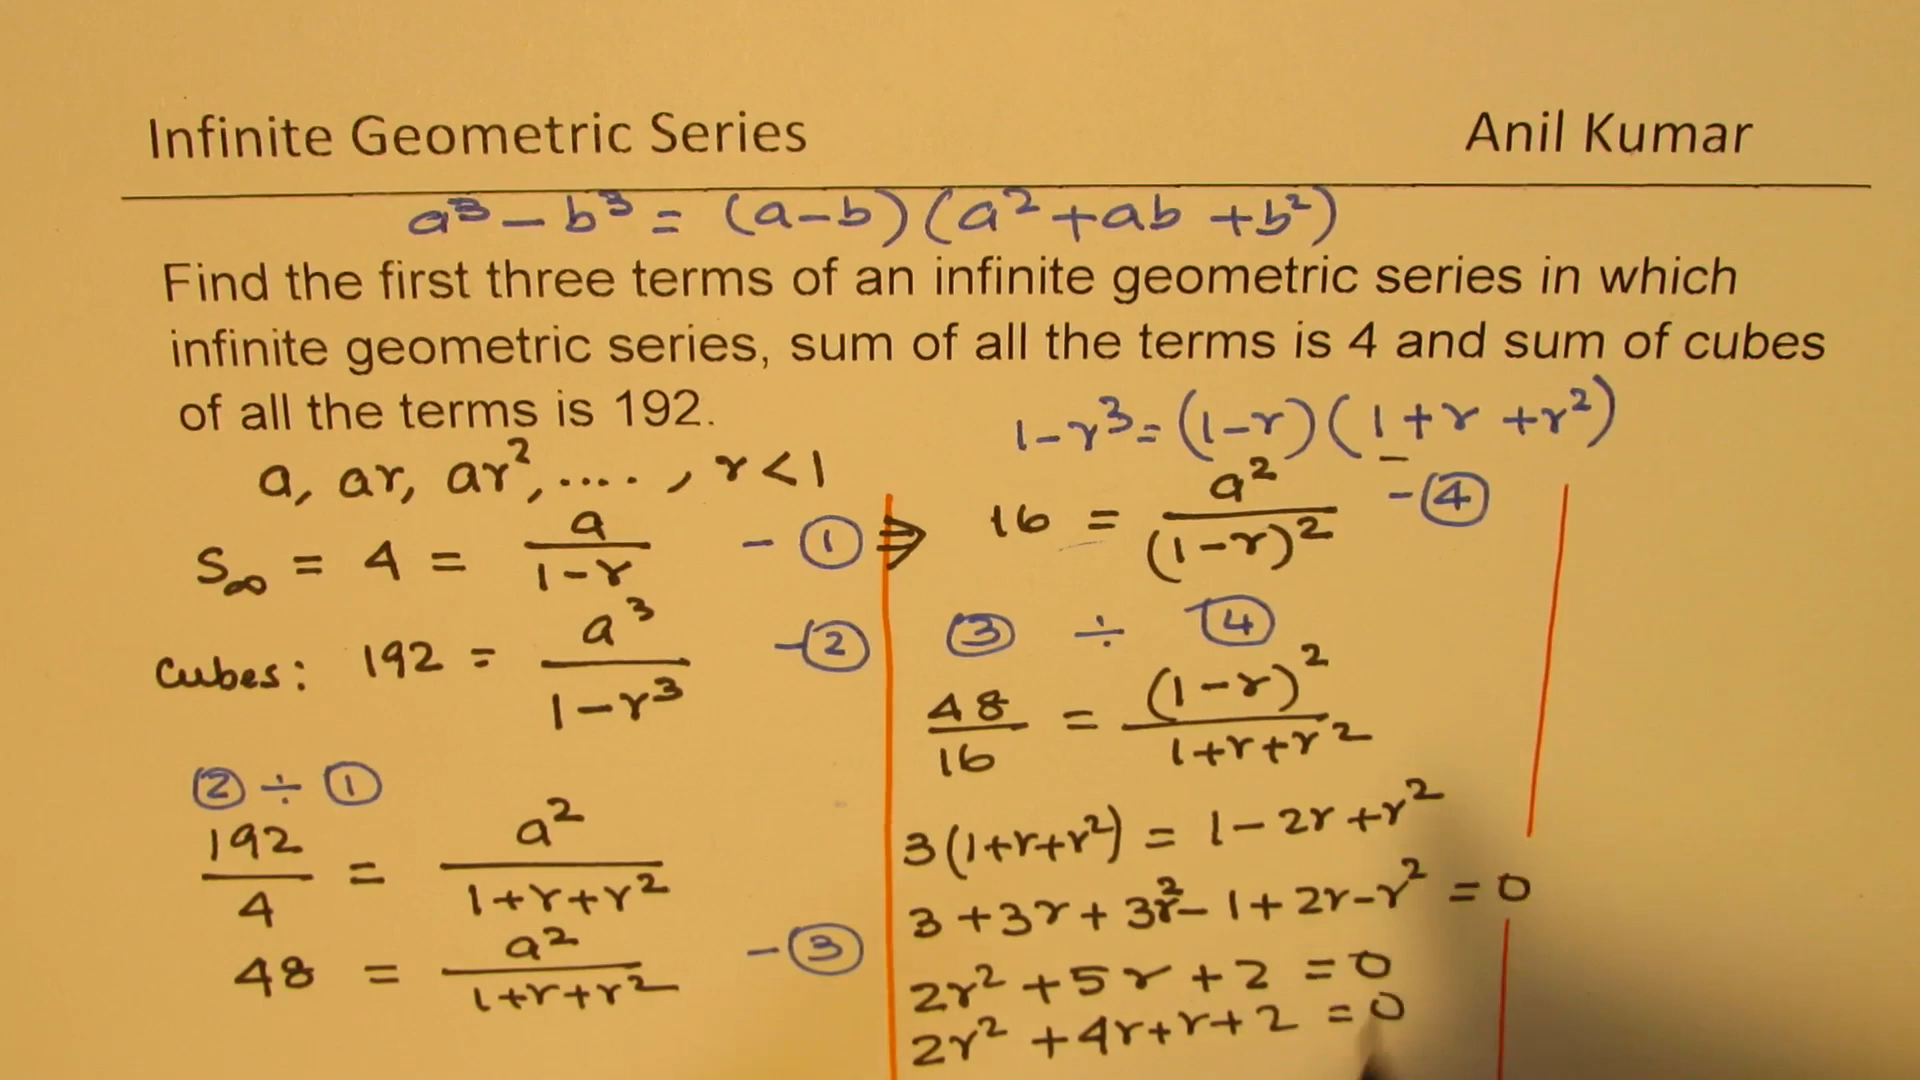 Infinite Geometric Series
Anil Kumar
a³ - b³ = (a-b)(a² + ab + b²)
Find the first three terms of an infinite geometric series in which
infinite geometric series, sum of all the terms is 4 and sum of cubes
of all the terms is 192.
a, ar, ar², ...., r < 1
S∞ = 4 = a/(1-r) - ①
Cubes: 192 = a³/(1-r³) - ②
② ÷ ①
192/4 = a²/(1+r+r²)
48 = a²/(1+r+r²) - ③
1-r³ = (1-r)(1+r+r²)
⇒ 16 = a²/(1-r)² - ④
③ ÷ ④
48/16 = (1-r)²/(1+r+r²)
3(1+r+r²) = 1-2r+r²
3+3r+3r²-1+2r-r² = 0
2r²+5r+2 = 0
2r²+4r+r+2 = 0